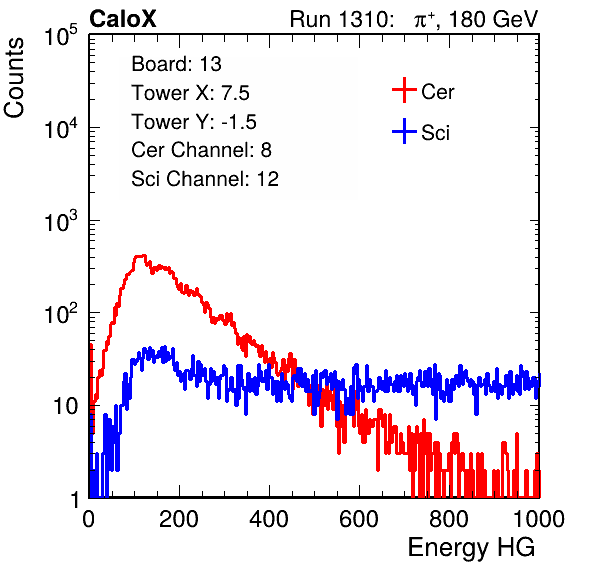 CaloX Run 1310: π⁺, 180 GeV
Counts
Board: 13
Tower X: 7.5
Tower Y: -1.5
Cer Channel: 8
Sci Channel: 12
Cer
Sci
10⁵
10⁴
10³
10²
10
1
0 200 400 600 800 1000
Energy HG